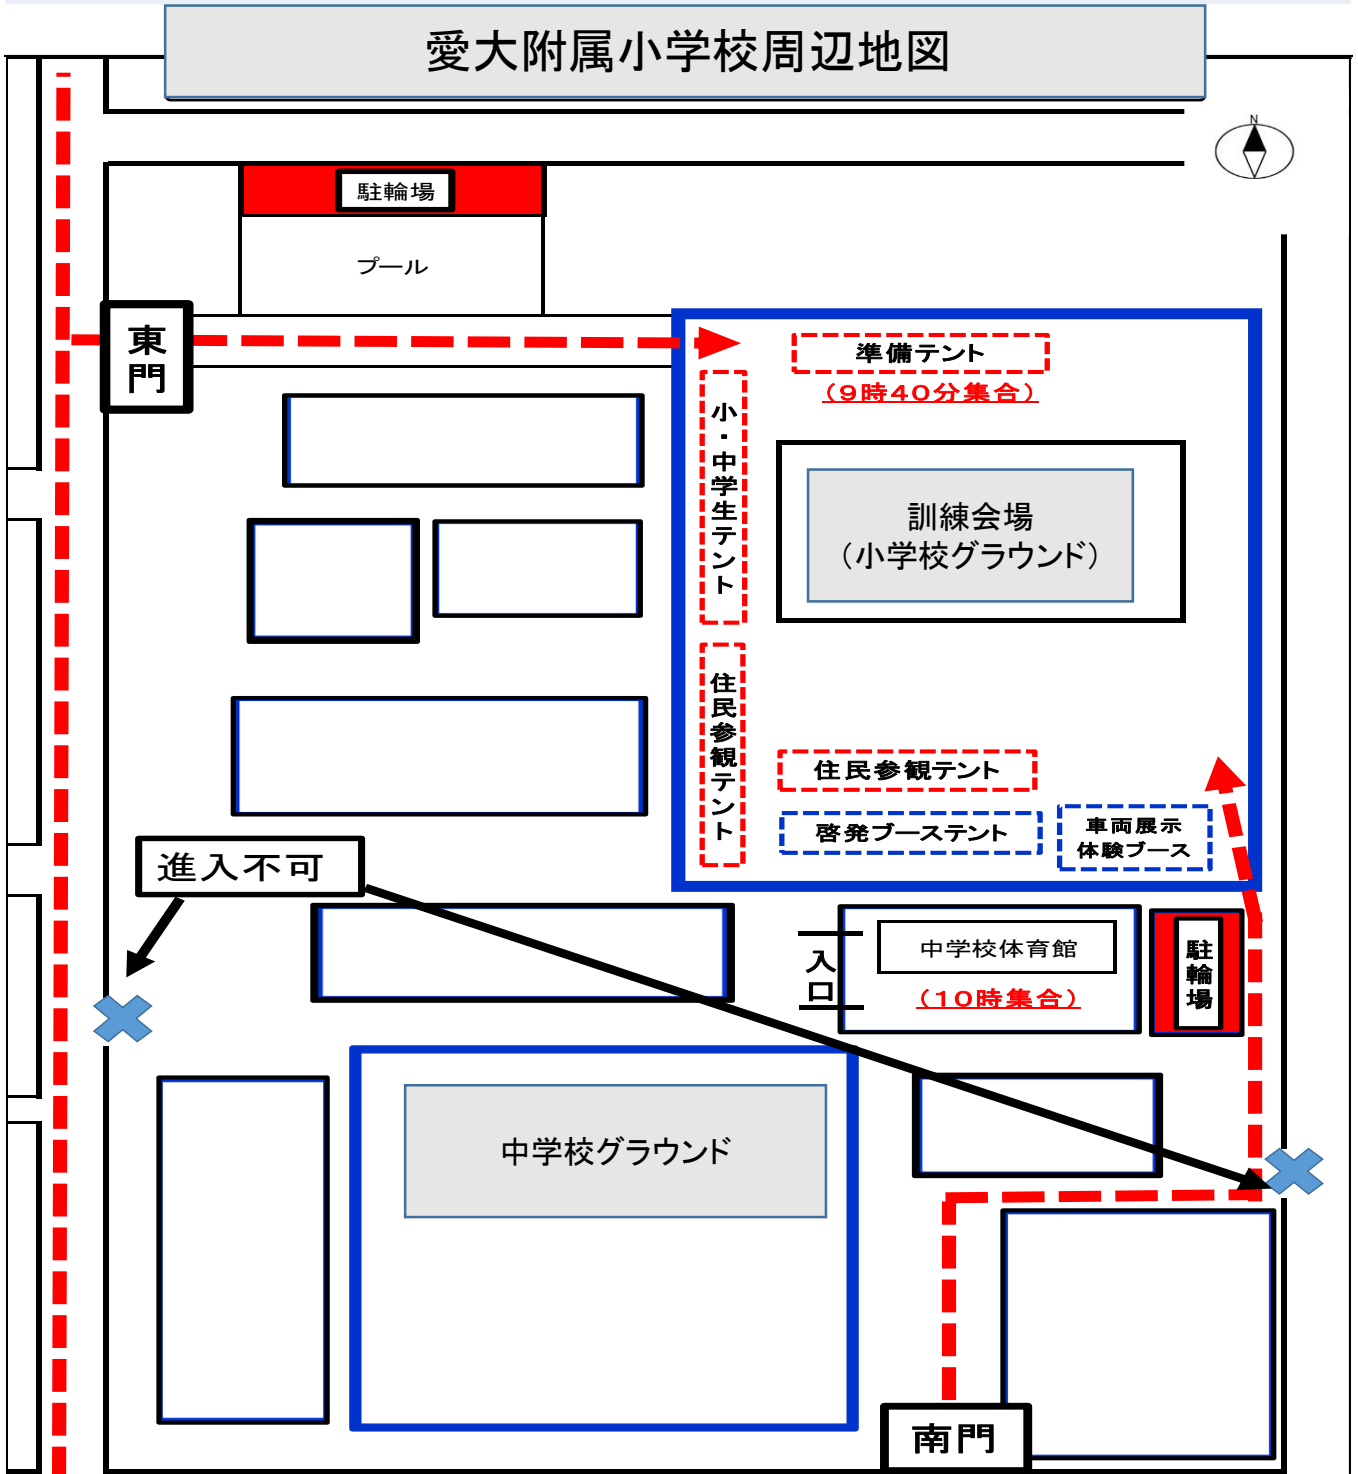 愛大附属小学校周辺地図
N
駐輪場
プール
東門
準備テント
(9時40分集合)
小・中学生テント
訓練会場
(小学校グラウンド)
住民参観テント
住民参観テント
啓発ブーステント
車両展示
体験ブース
進入不可
入口
中学校体育館
(10時集合)
駐輪場
中学校グラウンド
南門